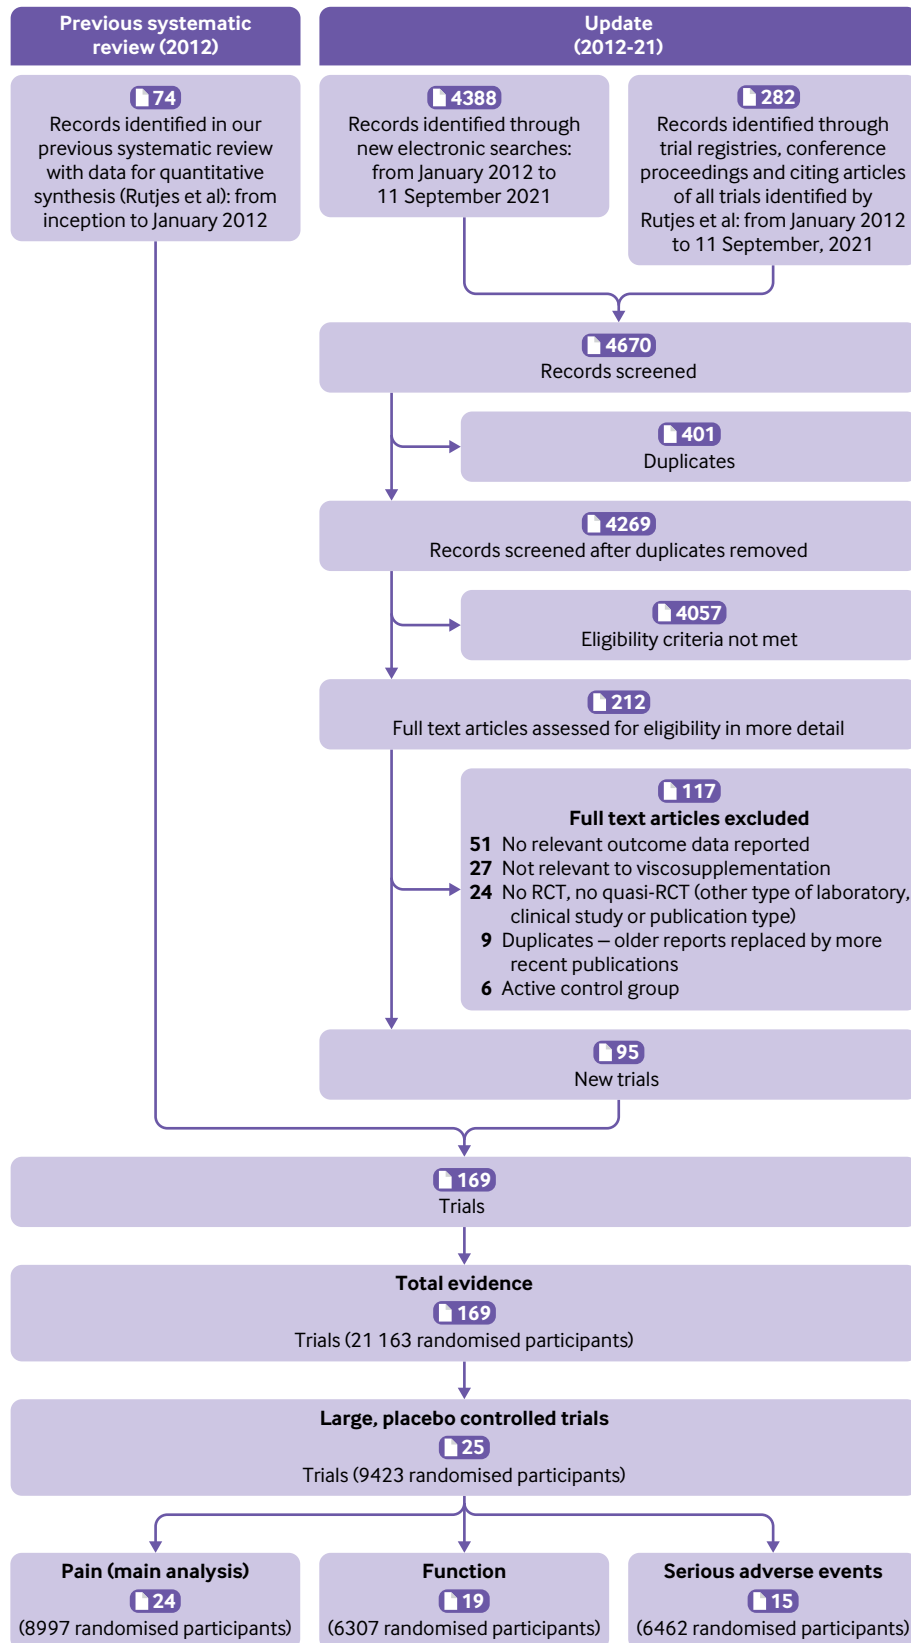 Previous systematic
review (2012)
Update
(2012-21)
74
Records identified in our
previous systematic review
with data for quantitative
synthesis (Rutjes et al): from
inception to January 2012
4388
Records identified through
new electronic searches:
from January 2012 to
11 September 2021
282
Records identified through
trial registries, conference
proceedings and citing articles
of all trials identified by
Rutjes et al: from January 2012
to 11 September, 2021
4670
Records screened
401
Duplicates
4269
Records screened after duplicates removed
4057
Eligibility criteria not met
212
Full text articles assessed for eligibility in more detail
117
Full text articles excluded
51 No relevant outcome data reported
27 Not relevant to viscosupplementation
24 No RCT, no quasi-RCT (other type of laboratory,
clinical study or publication type)
9 Duplicates – older reports replaced by more
recent publications
6 Active control group
95
New trials
169
Trials
Total evidence
169
Trials (21 163 randomised participants)
Large, placebo controlled trials
25
Trials (9423 randomised participants)
Pain (main analysis)
24
(8997 randomised participants)
Function
19
(6307 randomised participants)
Serious adverse events
15
(6462 randomised participants)